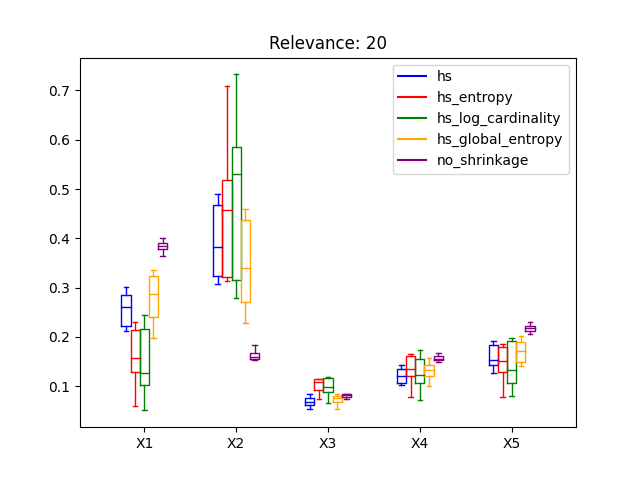 Relevance: 20
hs
hs_entropy
hs_log_cardinality
hs_global_entropy
no_shrinkage
0.7
0.6
0.5
0.4
0.3
0.2
0.1
X1 X2 X3 X4 X5